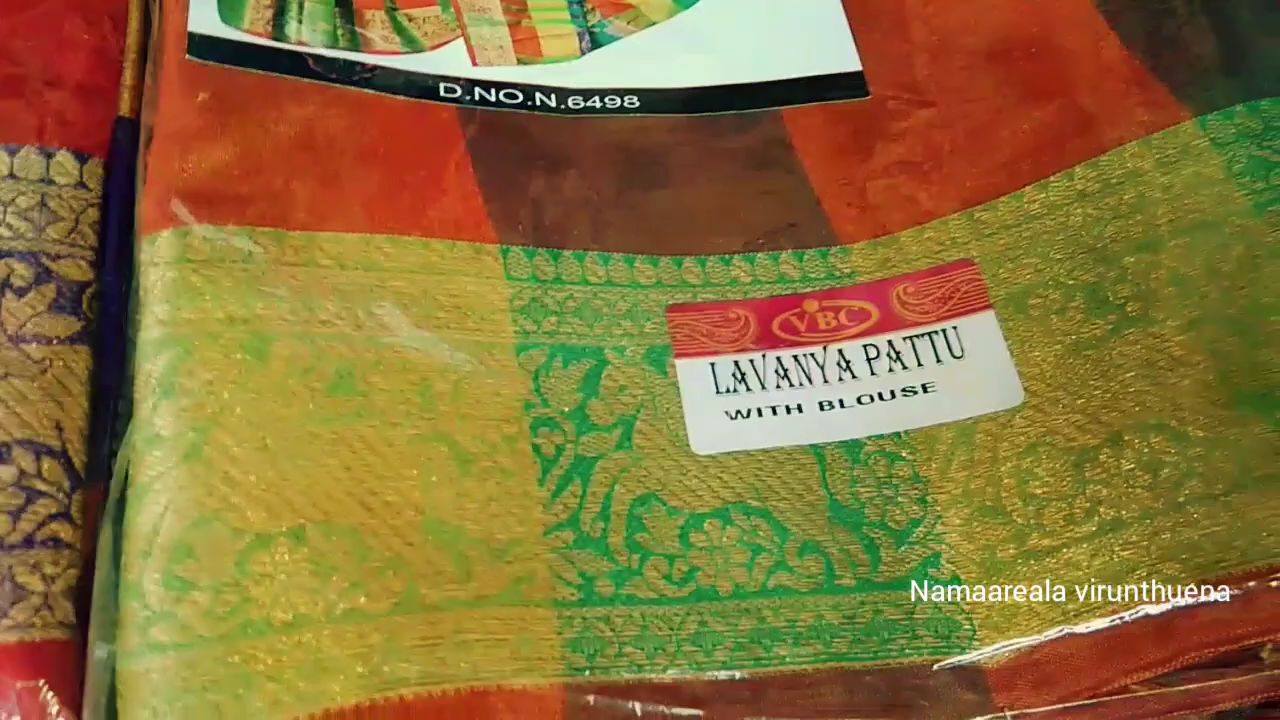 D.NO.N.6498
VBC
LAVANYA PATTU
WITH BLOUSE
Namaareala virunthuena